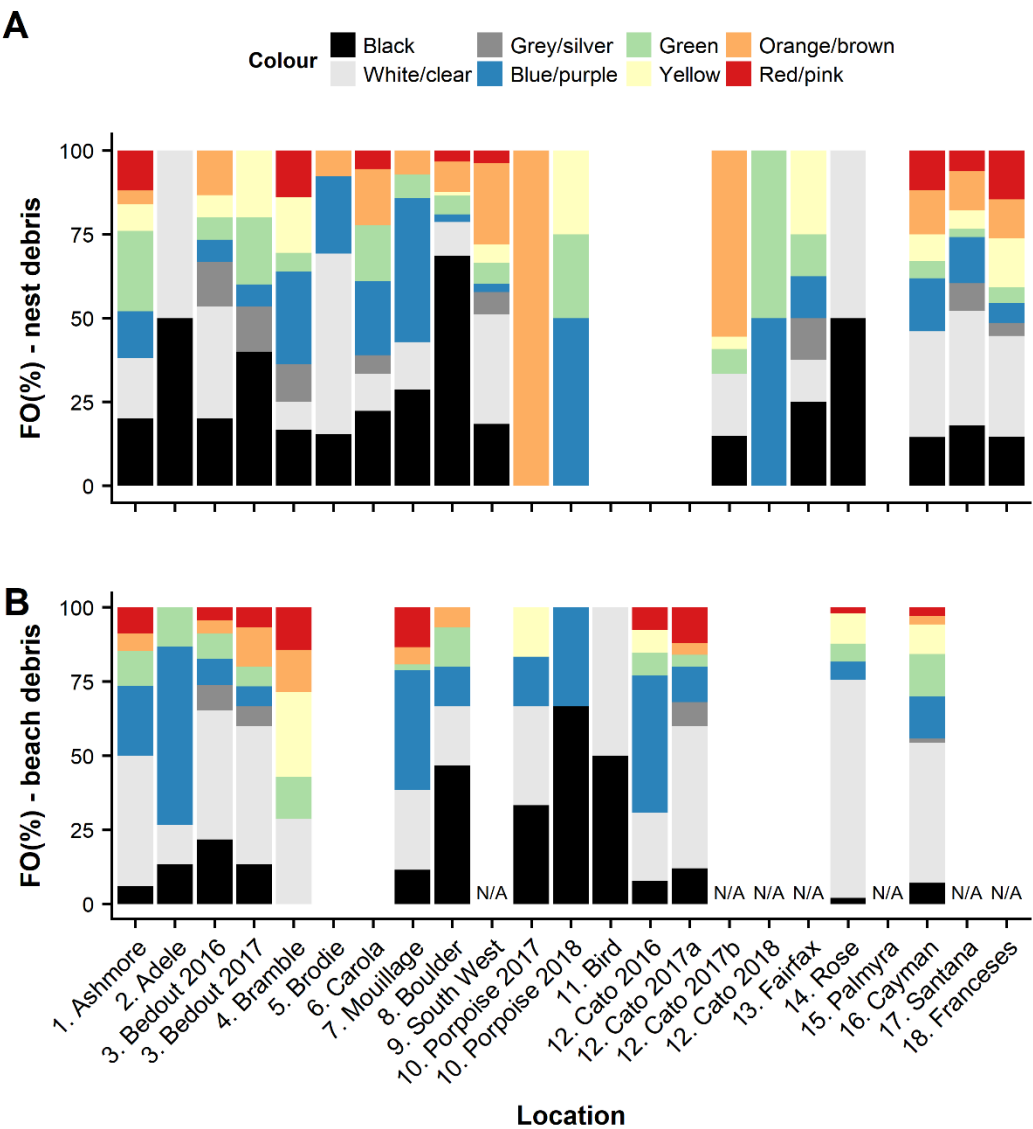 A
Colour
Black
Grey/silver
Green
Orange/brown
White/clear
Blue/purple
Yellow
Red/pink
FO(%) - nest debris
100
75
50
25
0
B
FO(%) - beach debris
100
75
50
25
0
N/A
N/A
N/A
N/A
N/A
N/A
N/A
1. Ashmore
2. Adele
3. Bedout 2016
3. Bedout 2017
4. Bramble
5. Brodie
6. Carola
7. Mouillage
8. Boulder
9. South West
10. Porpoise 2017
10. Porpoise 2018
11. Bird
12. Cato 2016
12. Cato 2017a
12. Cato 2017b
12. Cato 2018
13. Fairfax
14. Rose
15. Palmyra
16. Cayman
17. Santana
18. Franceses
Location